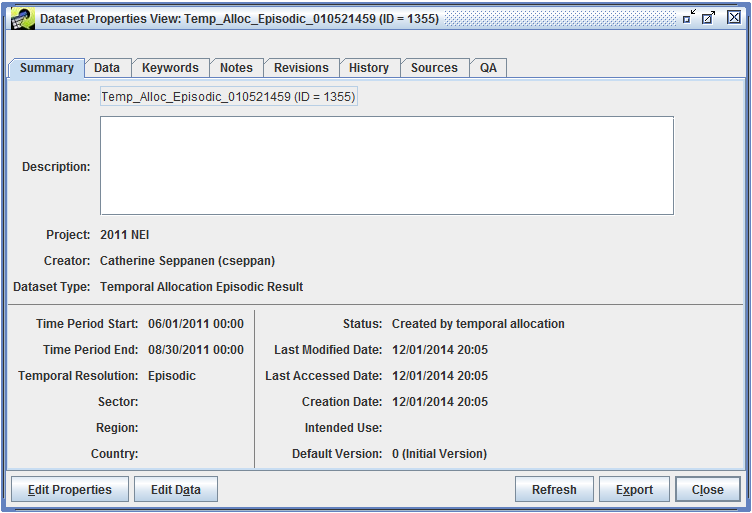 Dataset Properties View: Temp_Alloc_Episodic_010521459 (ID = 1355)
Summary Data Keywords Notes Revisions History Sources QA
Name: Temp_Alloc_Episodic_010521459 (ID = 1355)
Description:
Project: 2011 NEI
Creator: Catherine Seppanen (cseppan)
Dataset Type: Temporal Allocation Episodic Result
Time Period Start: 06/01/2011 00:00
Time Period End: 08/30/2011 00:00
Temporal Resolution: Episodic
Sector:
Region:
Country:
Status: Created by temporal allocation
Last Modified Date: 12/01/2014 20:05
Last Accessed Date: 12/01/2014 20:05
Creation Date: 12/01/2014 20:05
Intended Use:
Default Version: 0 (Initial Version)
Edit Properties Edit Data Refresh Export Close